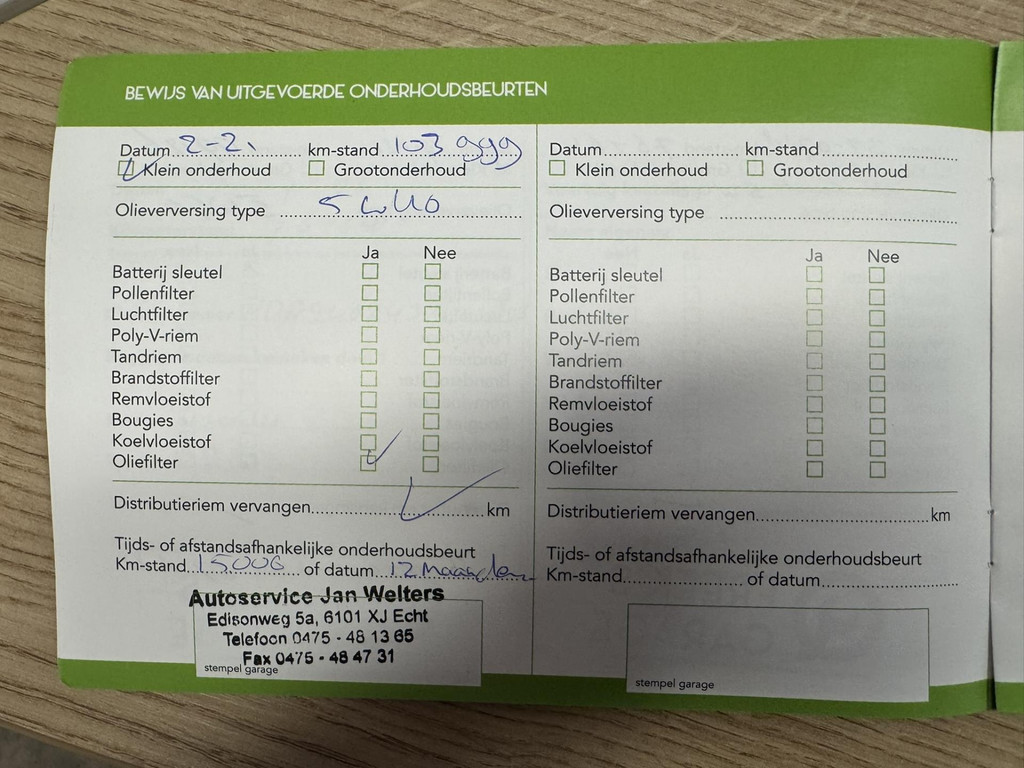 BEWIJS VAN UITGEVOERDE ONDERHOUDSBEURTEN
Datum 2-21 km-stand 103 999
Klein onderhoud Grootonderhoud
Olieverversing type 5w40
Ja Nee
Batterij sleutel
Pollenfilter
Luchtfilter
Poly-V-riem
Tandriem
Brandstoffilter
Remvloeistof
Bougies
Koelvloeistof
Oliefilter
Distributieriem vervangen km
Tijds- of afstandsafhankelijke onderhoudsbeurt
Km-stand 15000 of datum 12 Maanden
Autoservice Jan Welters
Edisonweg 5a, 6101 XJ Echt
Telefoon 0475 - 48 13 65
Fax 0475 - 48 47 31
stempel garage
Datum km-stand
Klein onderhoud Grootonderhoud
Olieverversing type
Ja Nee
Batterij sleutel
Pollenfilter
Luchtfilter
Poly-V-riem
Tandriem
Brandstoffilter
Remvloeistof
Bougies
Koelvloeistof
Oliefilter
Distributieriem vervangen km
Tijds- of afstandsafhankelijke onderhoudsbeurt
Km-stand of datum
stempel garage